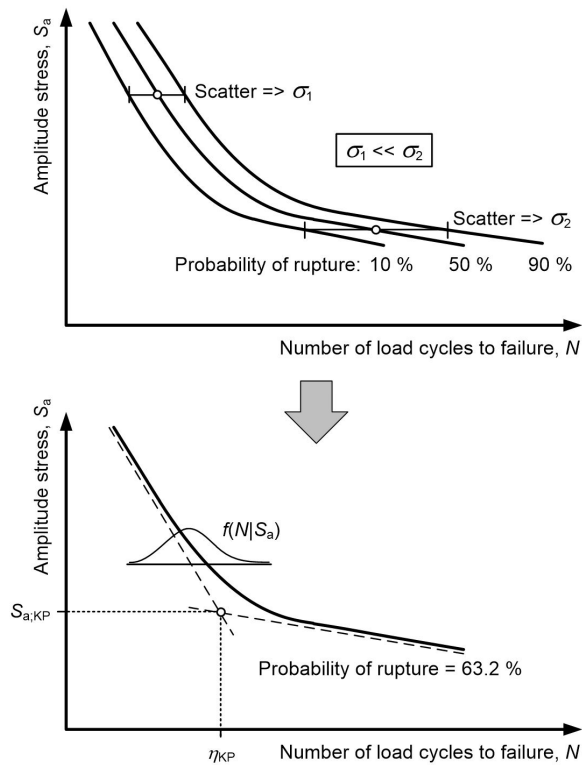 Amplitude stress, Sa
Scatter => σ1
σ1 << σ2
Scatter => σ2
Probability of rupture: 10 % 50 % 90 %
Number of load cycles to failure, N
Amplitude stress, Sa
f(N|Sa)
Sa;KP
Probability of rupture = 63.2 %
ηKP
Number of load cycles to failure, N